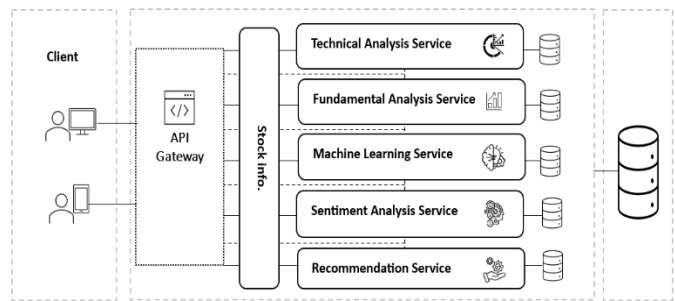 Client
API
Gateway
Stock info.
Technical Analysis Service
Fundamental Analysis Service
Machine Learning Service
Sentiment Analysis Service
Recommendation Service